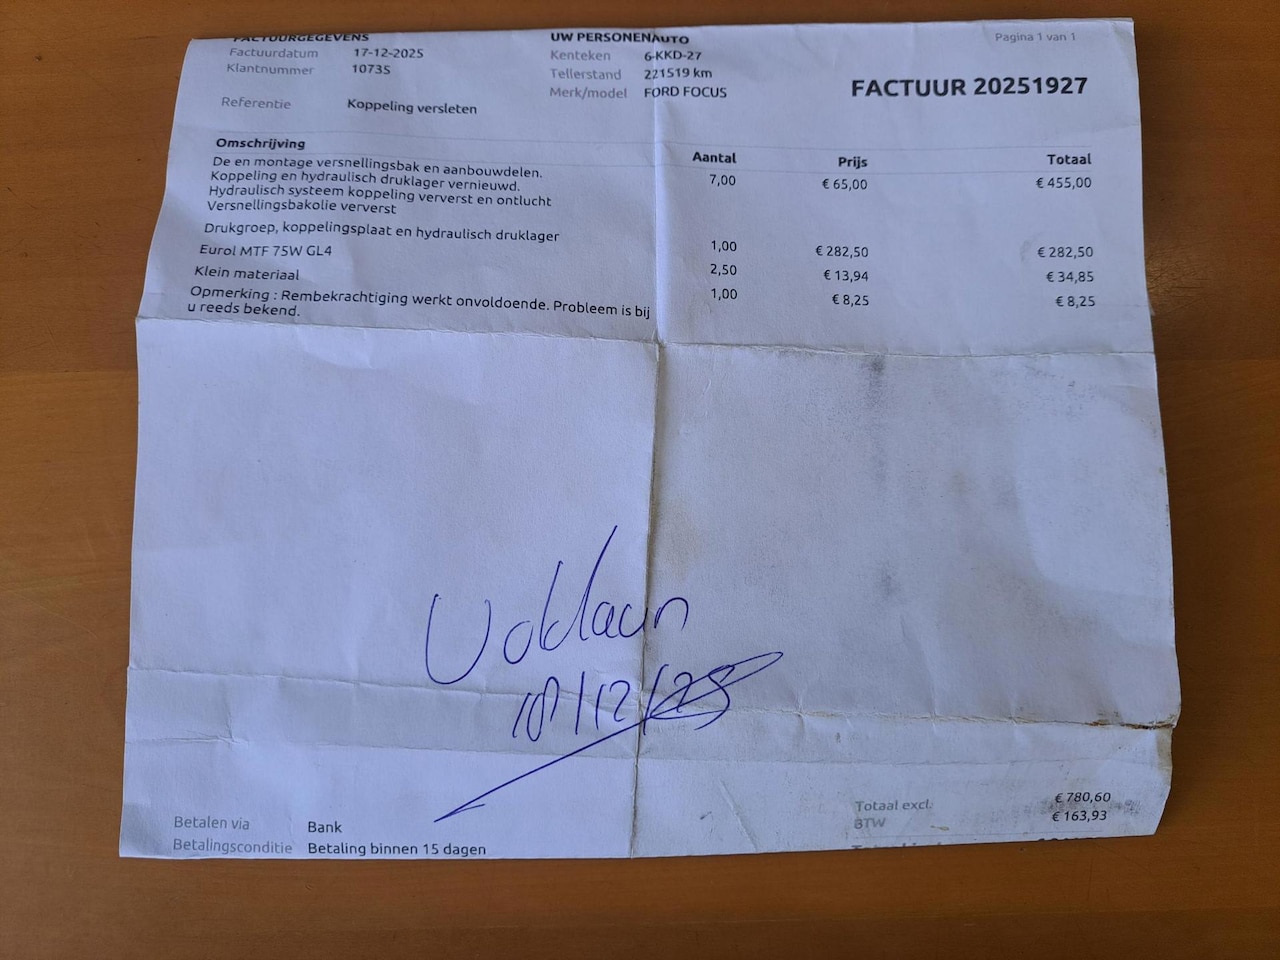 FACTUURGEGEVENS
Factuurdatum 17-12-2025
Klantnummer 10735
Referentie Koppeling versleten
UW PERSONENAUTO
Kenteken 6-KKD-27
Tellerstand 221519 km
Merk/model FORD FOCUS
Pagina 1 van 1
FACTUUR 20251927
Omschrijving Aantal Prijs Totaal
De en montage versnellingsbak en aanbouwdelen. 7,00 € 65,00 € 455,00
Koppeling en hydraulisch druklager vernieuwd.
Hydraulisch systeem koppeling ververst en ontlucht
Versnellingsbakolie ververst
Drukgroep, koppelingsplaat en hydraulisch druklager 1,00 € 282,50 € 282,50
Eurol MTF 75W GL4 2,50 € 13,94 € 34,85
Klein materiaal 1,00 € 8,25 € 8,25
Opmerking : Rembekrachtiging werkt onvoldoende. Probleem is bij
u reeds bekend.
Voldaan
18/12/25
Totaal excl. € 780,60
BTW € 163,93
Betalen via Bank
Betalingsconditie Betaling binnen 15 dagen